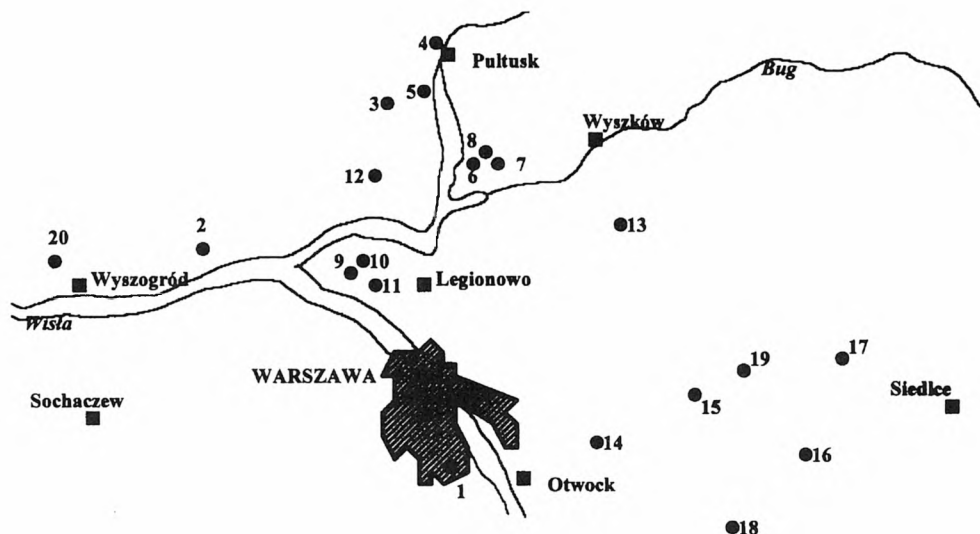 4
Pultusk
Bug
5
3
Wyszków
8
6
7
12
13
2
20
10
9
Wyszogród
11
Legionowo
Wisła
17
WARSZAWA
19
Siedlce
Sochaczew
15
14
16
1
Otwock
18